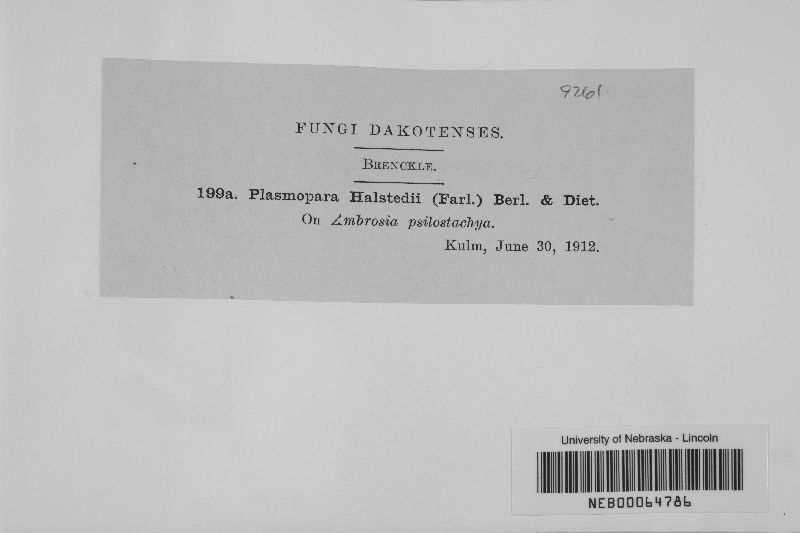 9261
FUNGI DAKOTENSES.
BRENCKLE.
199a. Plasmopara Halstedii (Farl.) Berl. & Diet.
On Ambrosia psilostachya.
Kulm, June 30, 1912.
University of Nebraska - Lincoln
NEB00064786